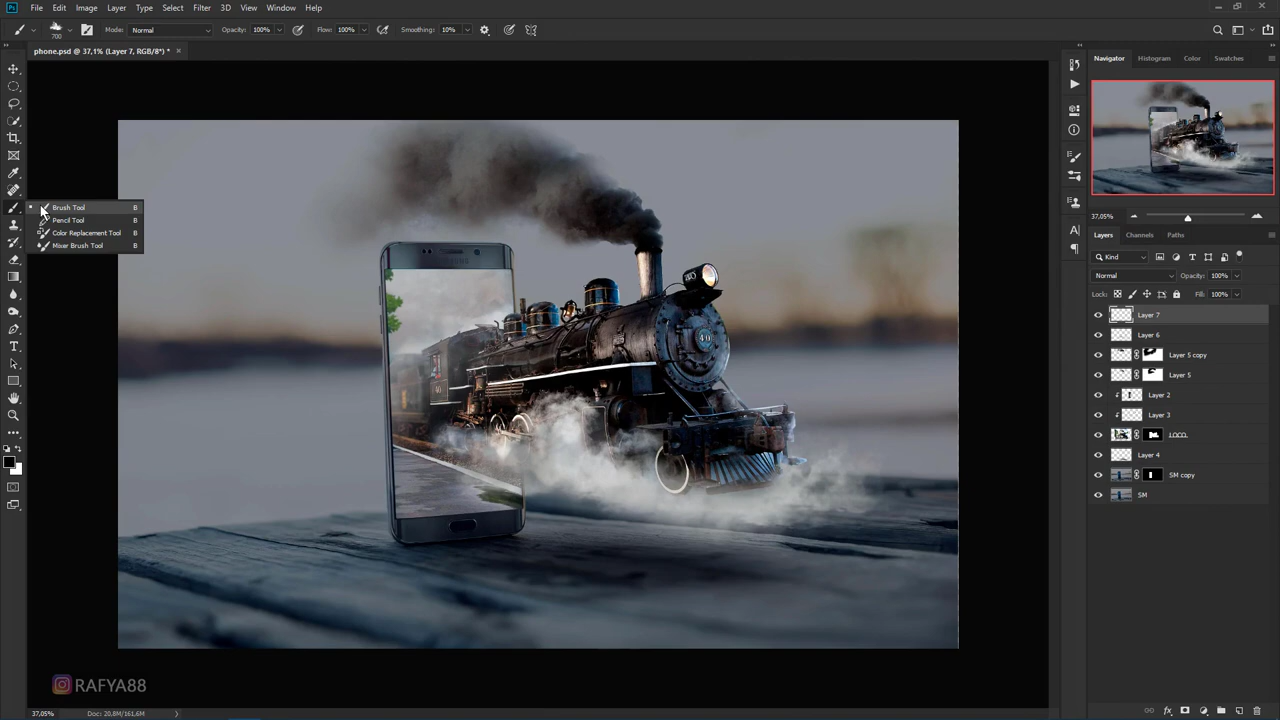 Ps File Edit Image Layer Type Select Filter 3D View Window Help
700 Mode: Normal Opacity: 100% Flow: 100% Smoothing: 10%
phone.psd @ 37,1% (Layer 7, RGB/8*) *
Navigator Histogram Color Swatches
Brush Tool B
Pencil Tool B
Color Replacement Tool B
Mixer Brush Tool B
37,05%
Layers Channels Paths
Kind
Normal Opacity: 100%
Lock: Fill: 100%
Layer 7
Layer 6
Layer 5 copy
Layer 5
Layer 2
Layer 3
LOCO
Layer 4
SM copy
SM
40
40
RAFYA88
37,05% Doc: 20,8M/161,6M